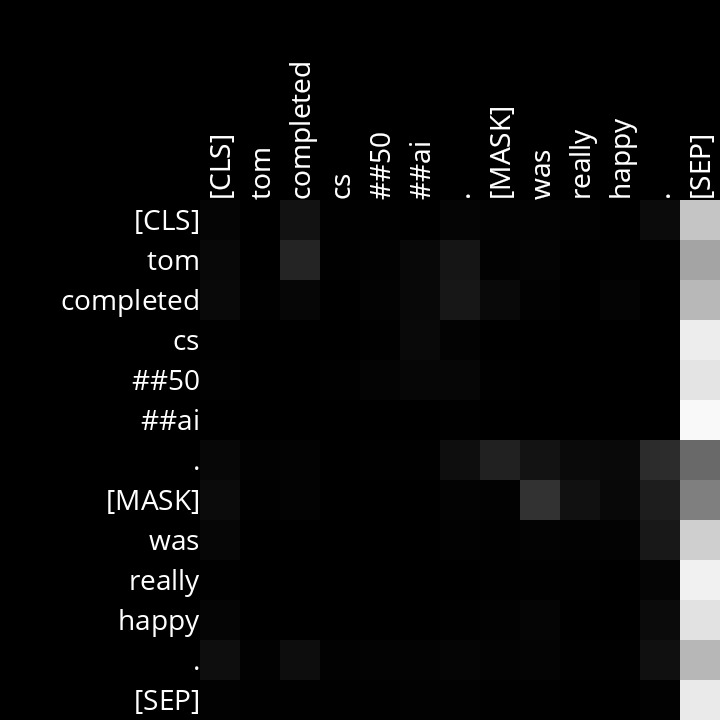 [CLS] tom completed cs ##50 ##ai . [MASK] was really happy . [SEP]
[CLS]
tom
completed
cs
##50
##ai
.
[MASK]
was
really
happy
.
[SEP]